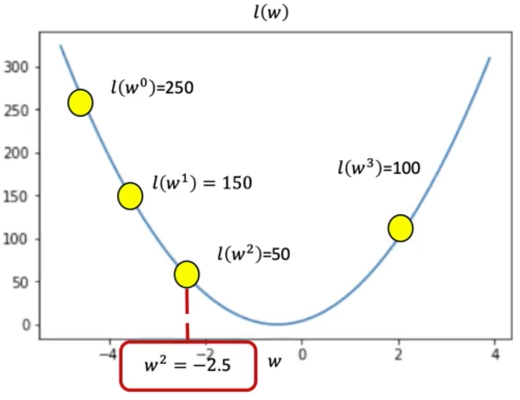 l(w)
300
250
200
150
100
50
0
l(w⁰)=250
l(w¹) = 150
l(w²)=50
l(w³)=100
−4
−2
0
2
4
w
w² = −2.5